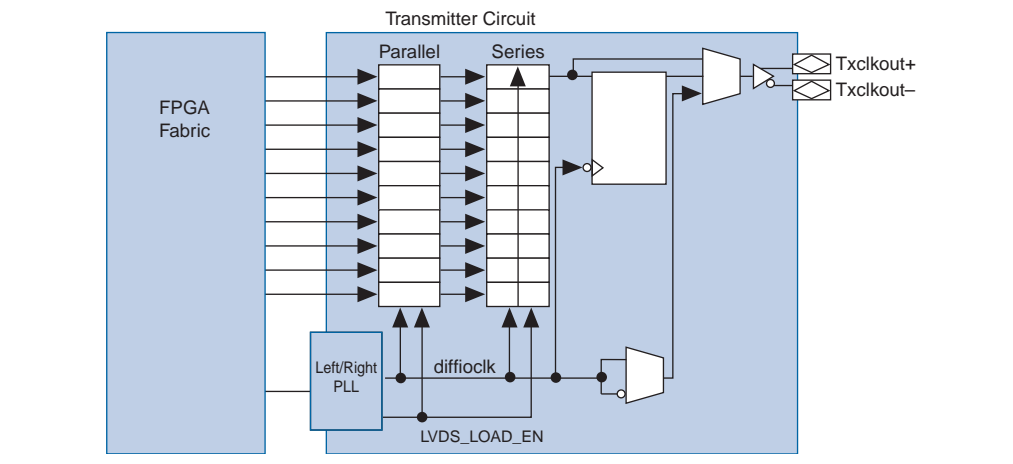 Transmitter Circuit
Parallel
Series
Txclkout+
Txclkout–
FPGA
Fabric
Left/Right
PLL
diffioclk
LVDS_LOAD_EN